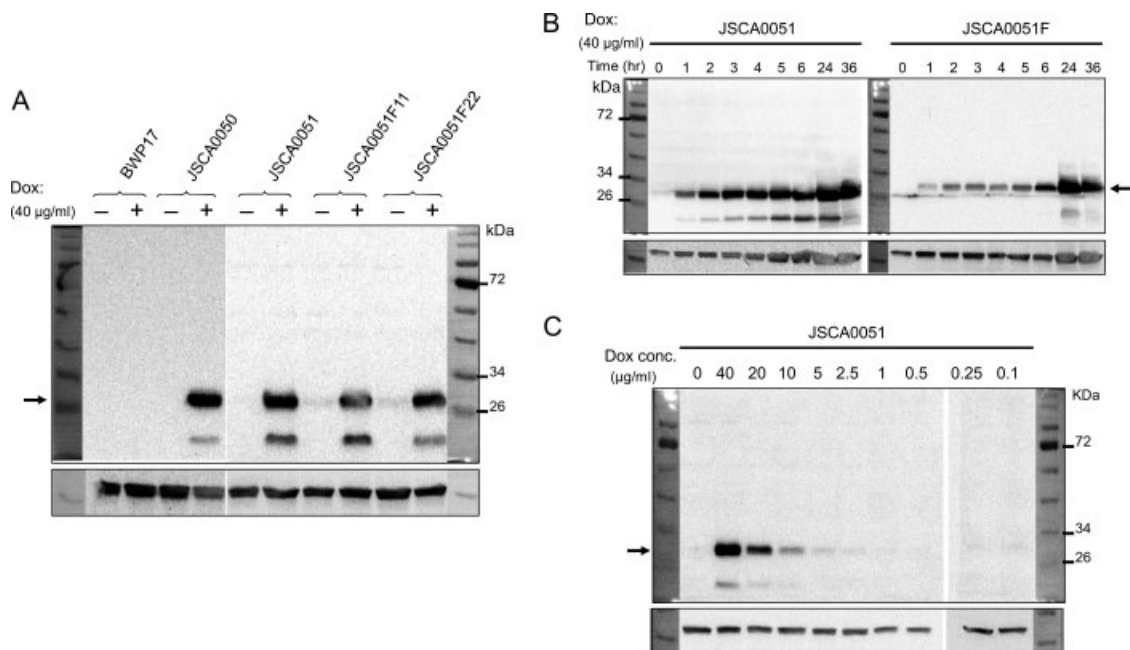 A
BWP17
JSCA0050
JSCA0051
JSCA0051F11
JSCA0051F22
Dox:
(40 µg/ml)
– + – + – + – + – +
kDa
72
34
26
B
Dox:
(40 µg/ml)
JSCA0051
JSCA0051F
Time (hr) 0 1 2 3 4 5 6 24 36 0 1 2 3 4 5 6 24 36
kDa
72
34
26
C
JSCA0051
Dox conc.
(µg/ml)
0 40 20 10 5 2.5 1 0.5 0.25 0.1
KDa
72
34
26